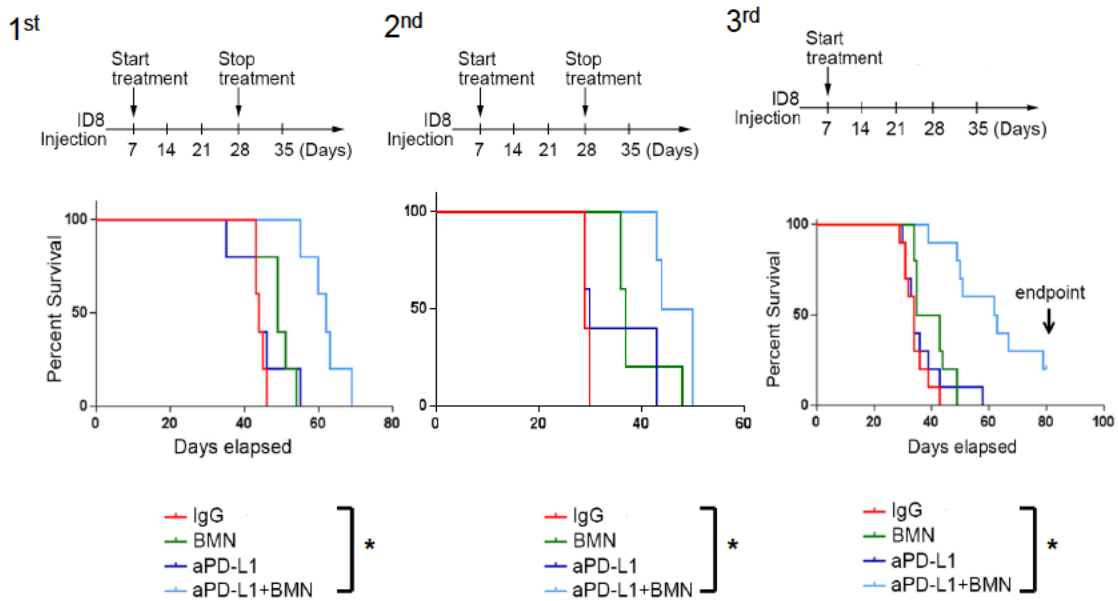 1st
Start
treatment
Stop
treatment
ID8
Injection
7 14 21 28 35 (Days)
Percent Survival
100
50
0
0 20 40 60 80
Days elapsed
IgG
BMN
aPD-L1
aPD-L1+BMN
*
2nd
Start
treatment
Stop
treatment
ID8
Injection
7 14 21 28 35 (Days)
100
50
0
0 20 40 60
IgG
BMN
aPD-L1
aPD-L1+BMN
*
3rd
Start
treatment
ID8
Injection
7 14 21 28 35 (Days)
Percent Survival
100
50
0
endpoint
0 20 40 60 80 100
Days elapsed
IgG
BMN
aPD-L1
aPD-L1+BMN
*